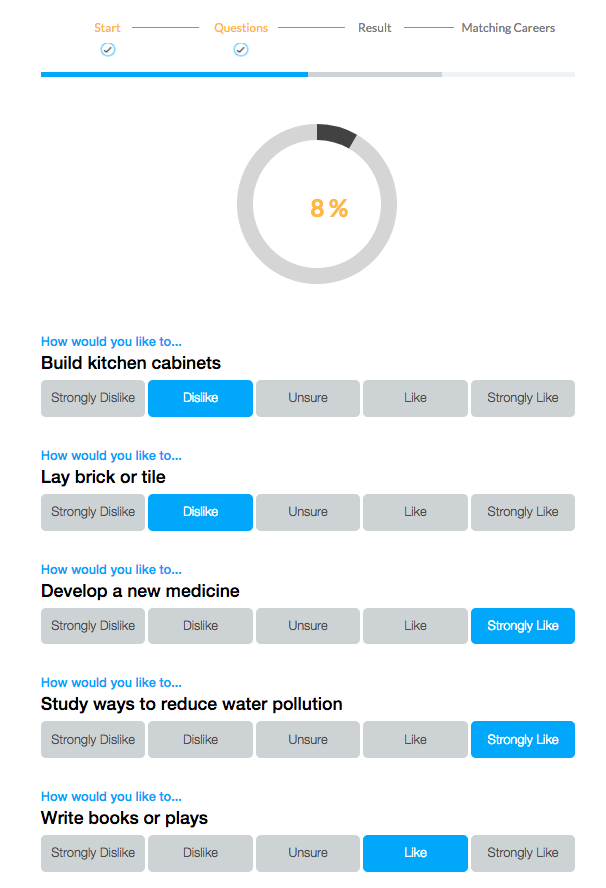 Start Questions Result Matching Careers
8 %
How would you like to...
Build kitchen cabinets
Strongly Dislike Dislike Unsure Like Strongly Like
How would you like to...
Lay brick or tile
Strongly Dislike Dislike Unsure Like Strongly Like
How would you like to...
Develop a new medicine
Strongly Dislike Dislike Unsure Like Strongly Like
How would you like to...
Study ways to reduce water pollution
Strongly Dislike Dislike Unsure Like Strongly Like
How would you like to...
Write books or plays
Strongly Dislike Dislike Unsure Like Strongly Like